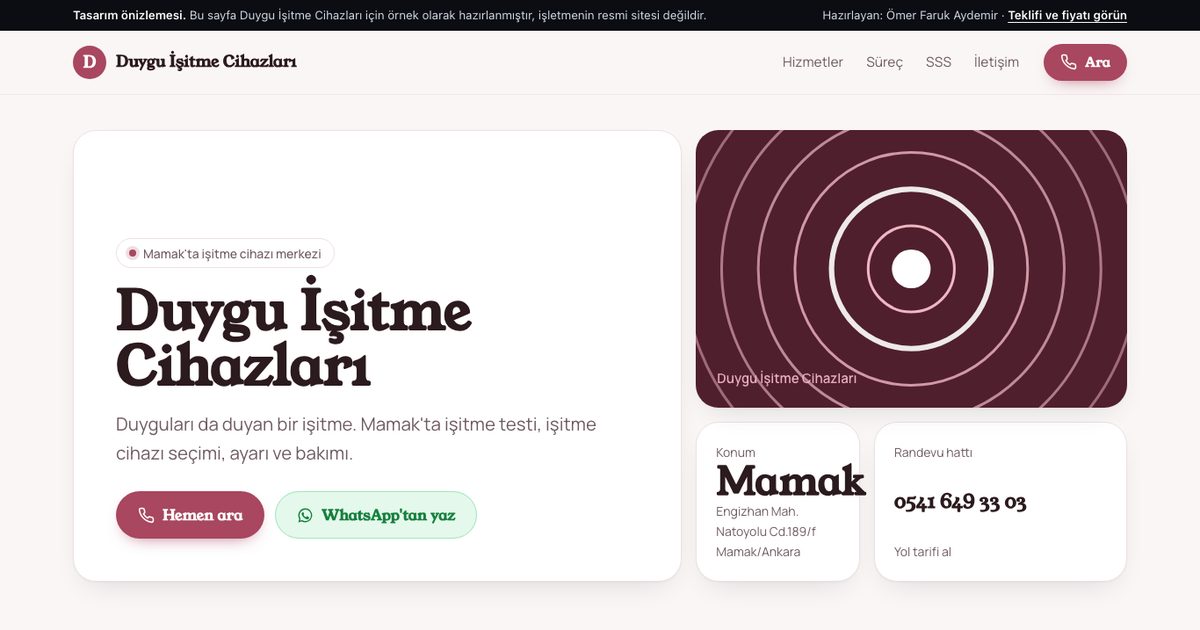 Tasarım önizlemesi. Bu sayfa Duygu İşitme Cihazları için örnek olarak hazırlanmıştır, işletmenin resmi sitesi değildir.
Hazırlayan: Ömer Faruk Aydemir · Teklifi ve fiyatı görün
D Duygu İşitme Cihazları
Hizmetler Süreç SSS İletişim Ara
Mamak'ta işitme cihazı merkezi
Duygu İşitme
Cihazları
Duyguları da duyan bir işitme. Mamak'ta işitme testi, işitme
cihazı seçimi, ayarı ve bakımı.
Hemen ara WhatsApp'tan yaz
Duygu İşitme Cihazları
Konum
Mamak
Engizhan Mah.
Natoyolu Cd.189/f
Mamak/Ankara
Randevu hattı
0541 649 33 03
Yol tarifi al